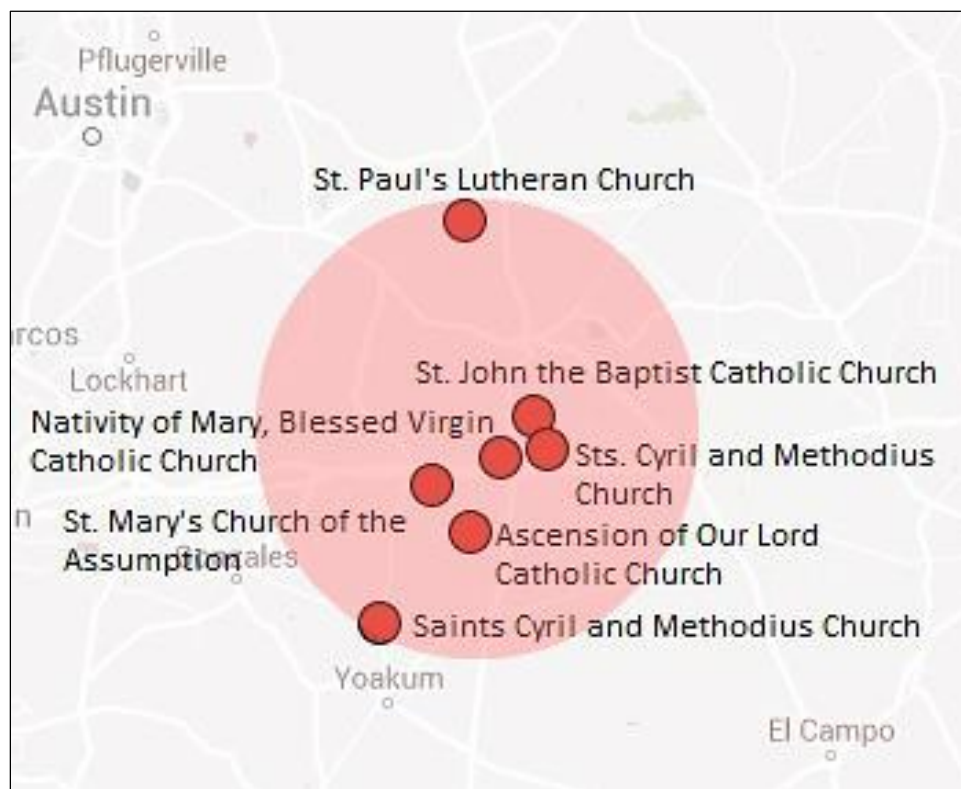 Pflugerville
Austin
St. Paul's Lutheran Church
arcos
Lockhart
St. John the Baptist Catholic Church
Nativity of Mary, Blessed Virgin
Catholic Church
Sts. Cyril and Methodius
Church
n
St. Mary's Church of the
Assumption
Gonzales
Ascension of Our Lord
Catholic Church
Saints Cyril and Methodius Church
Yoakum
El Campo